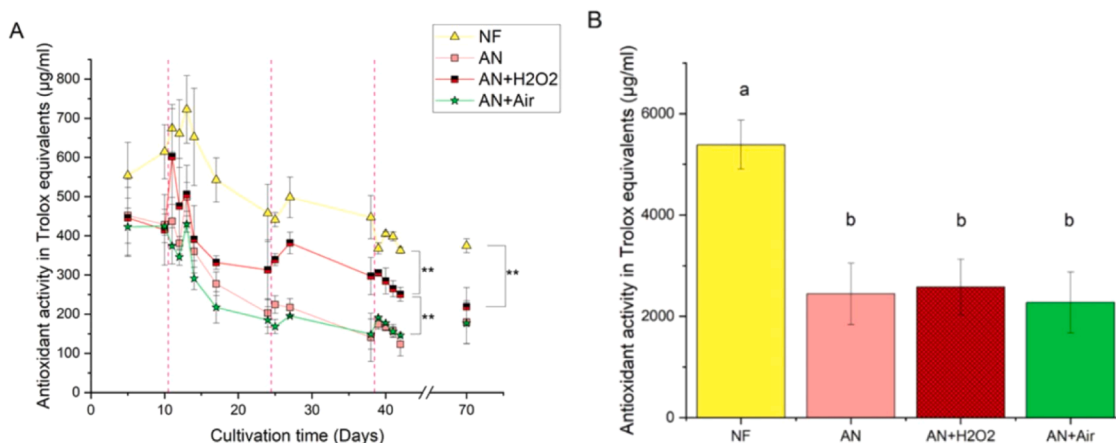 A
NF
AN
AN+H2O2
AN+Air
Antioxidant activity in Trolox equivalents (µg/ml)
800
700
600
500
400
300
200
100
0
**
**
**
0
10
20
30
40
70
Cultivation time (Days)
B
Antioxidant activity in Trolox equivalents (µg/ml)
6000
4000
2000
0
a
b
b
b
NF
AN
AN+H2O2
AN+Air